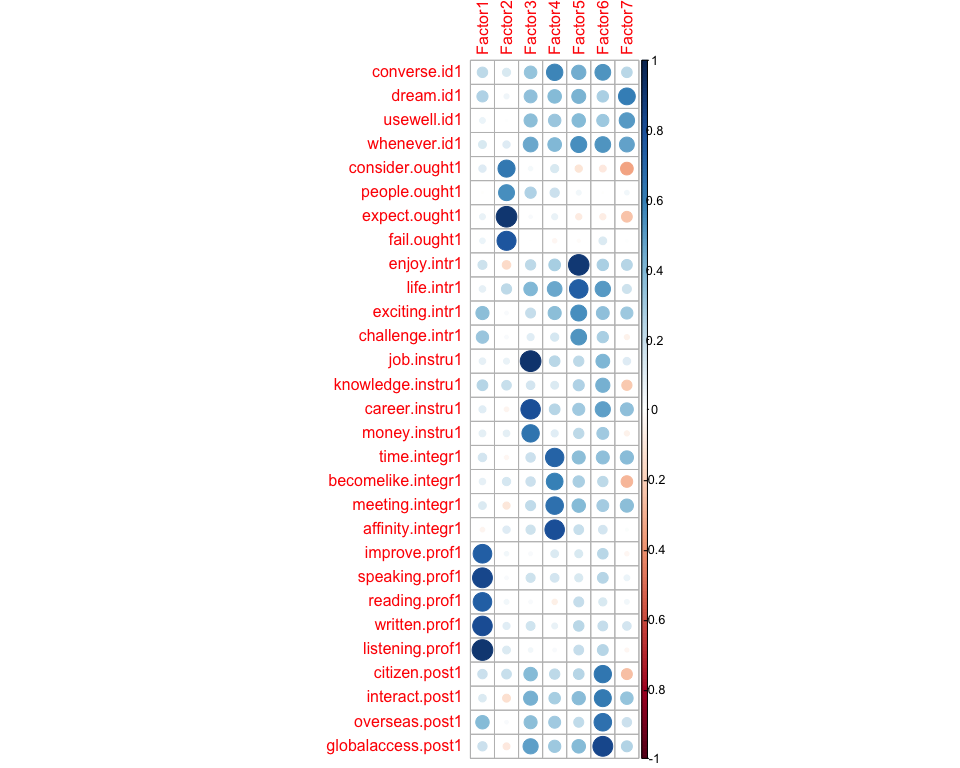 Factor1 Factor2 Factor3 Factor4 Factor5 Factor6 Factor7
converse.id1
dream.id1
usewell.id1
whenever.id1
consider.ought1
people.ought1
expect.ought1
fail.ought1
enjoy.intr1
life.intr1
exciting.intr1
challenge.intr1
job.instru1
knowledge.instru1
career.instru1
money.instru1
time.integr1
becomelike.integr1
meeting.integr1
affinity.integr1
improve.prof1
speaking.prof1
reading.prof1
written.prof1
listening.prof1
citizen.post1
interact.post1
overseas.post1
globalaccess.post1
1
0.8
0.6
0.4
0.2
0
-0.2
-0.4
-0.6
-0.8
-1